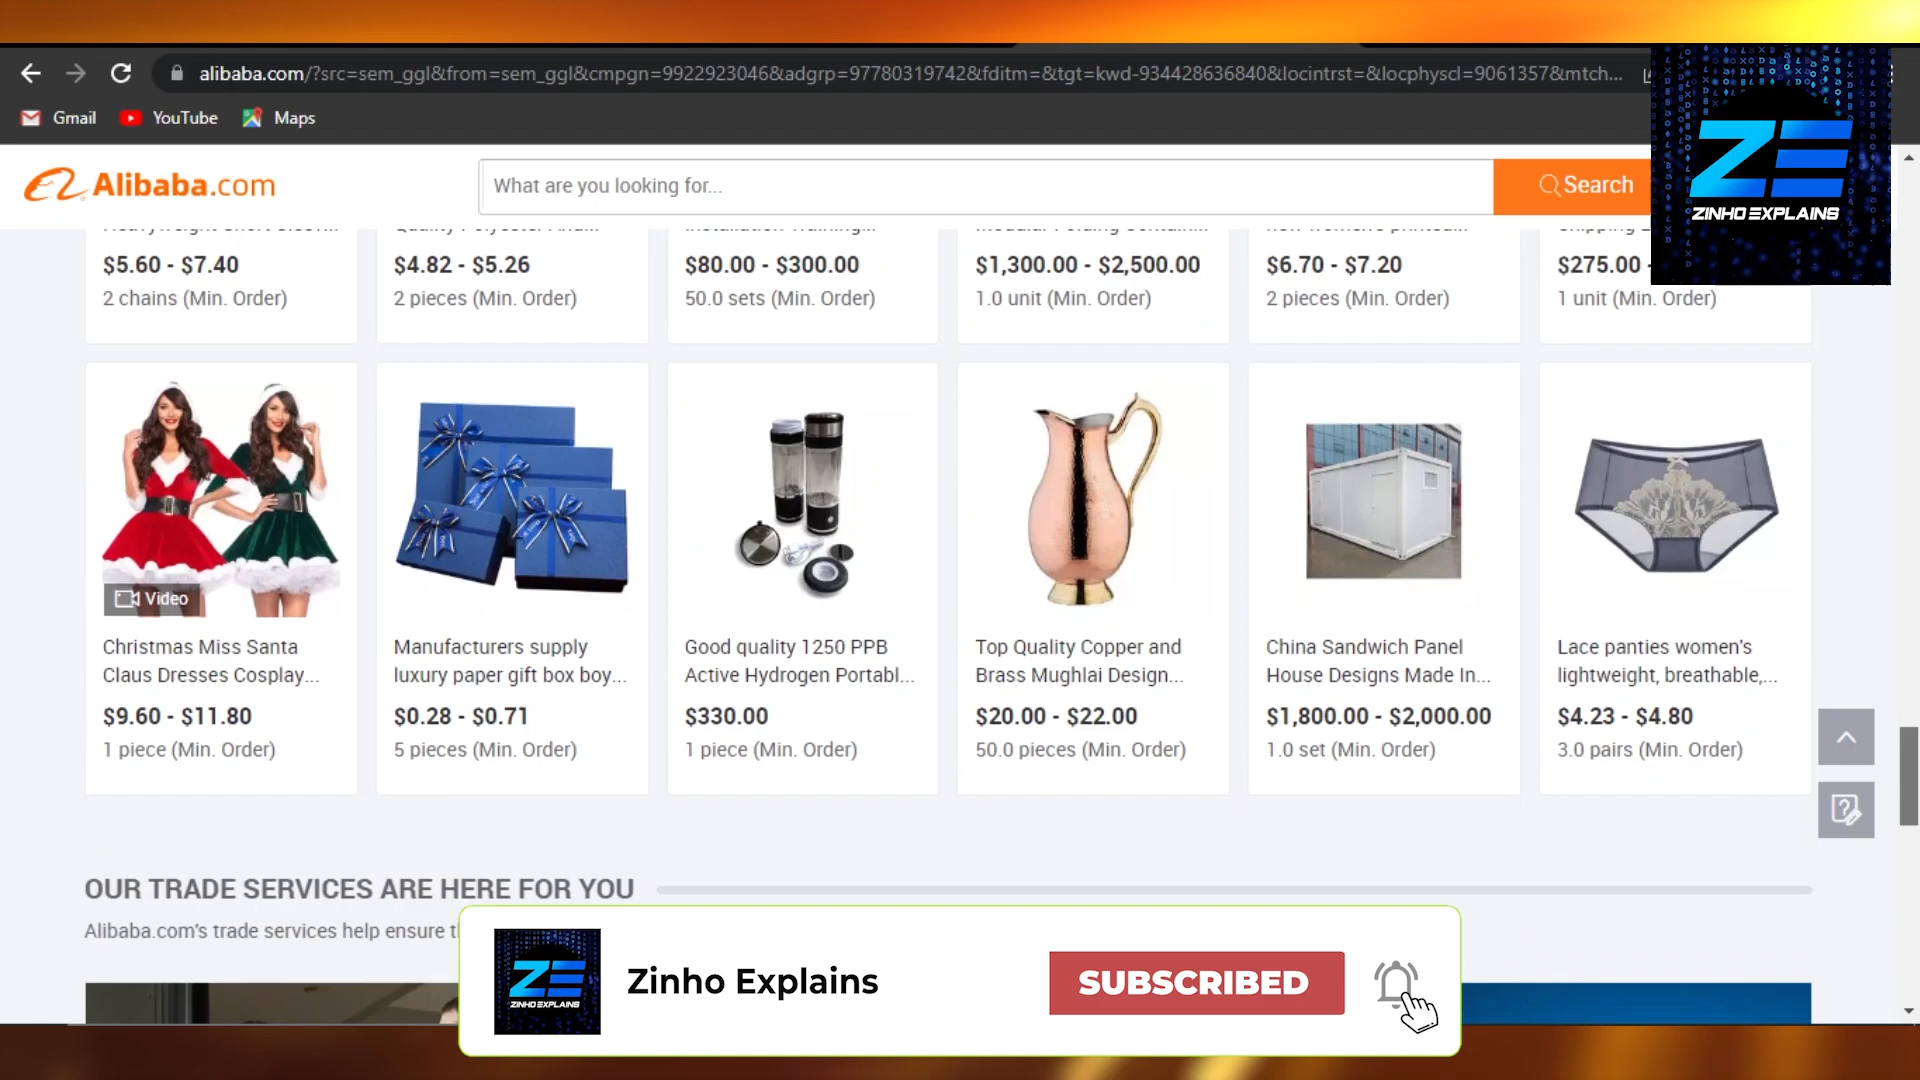 alibaba.com/?src=sem_ggl&from=sem_ggl&cmpgn=9922923046&adgrp=97780319742&fditm=&tgt=kwd-934428636840&locintrst=&locphyscl=9061357&mtch...
Gmail YouTube Maps
Alibaba.com
What are you looking for...
Search
ZE
ZINHO EXPLAINS
$5.60 - $7.40
2 chains (Min. Order)
$4.82 - $5.26
2 pieces (Min. Order)
$80.00 - $300.00
50.0 sets (Min. Order)
$1,300.00 - $2,500.00
1.0 unit (Min. Order)
$6.70 - $7.20
2 pieces (Min. Order)
$275.00 -
1 unit (Min. Order)
Video
Christmas Miss Santa
Claus Dresses Cosplay...
$9.60 - $11.80
1 piece (Min. Order)
Manufacturers supply
luxury paper gift box boy...
$0.28 - $0.71
5 pieces (Min. Order)
Good quality 1250 PPB
Active Hydrogen Portabl...
$330.00
1 piece (Min. Order)
Top Quality Copper and
Brass Mughlai Design...
$20.00 - $22.00
50.0 pieces (Min. Order)
China Sandwich Panel
House Designs Made In...
$1,800.00 - $2,000.00
1.0 set (Min. Order)
Lace panties women's
lightweight, breathable,...
$4.23 - $4.80
3.0 pairs (Min. Order)
OUR TRADE SERVICES ARE HERE FOR YOU
Alibaba.com's trade services help ensure
ZE
ZINHO EXPLAINS
Zinho Explains
SUBSCRIBED